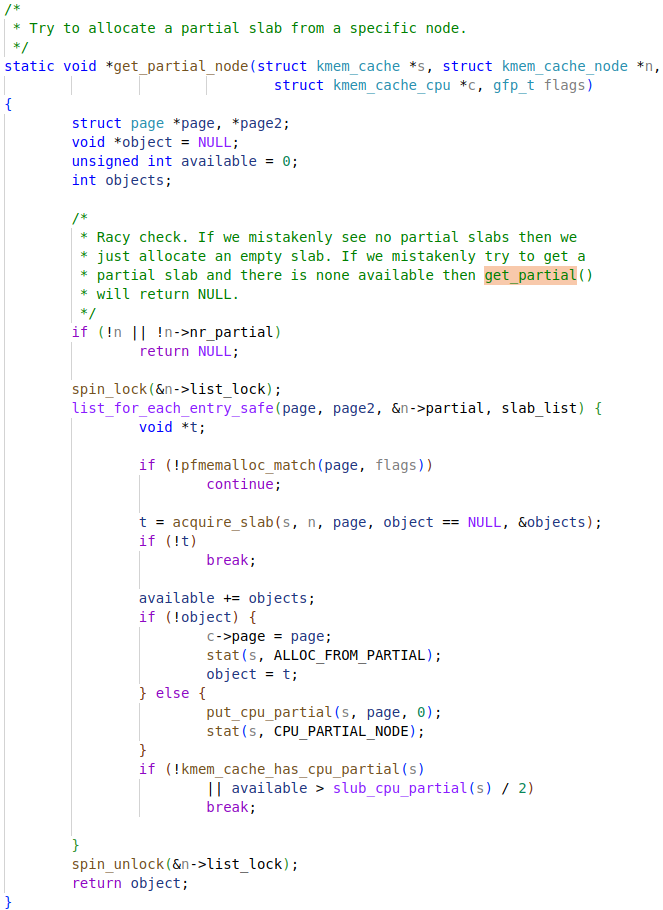 /*
 * Try to allocate a partial slab from a specific node.
 */
static void *get_partial_node(struct kmem_cache *s, struct kmem_cache_node *n,
                                struct kmem_cache_cpu *c, gfp_t flags)
{
        struct page *page, *page2;
        void *object = NULL;
        unsigned int available = 0;
        int objects;

        /*
         * Racy check. If we mistakenly see no partial slabs then we
         * just allocate an empty slab. If we mistakenly try to get a
         * partial slab and there is none available then get_partial()
         * will return NULL.
         */
        if (!n || !n->nr_partial)
                return NULL;

        spin_lock(&n->list_lock);
        list_for_each_entry_safe(page, page2, &n->partial, slab_list) {
                void *t;

                if (!pfmemalloc_match(page, flags))
                        continue;

                t = acquire_slab(s, n, page, object == NULL, &objects);
                if (!t)
                        break;

                available += objects;
                if (!object) {
                        c->page = page;
                        stat(s, ALLOC_FROM_PARTIAL);
                        object = t;
                } else {
                        put_cpu_partial(s, page, 0);
                        stat(s, CPU_PARTIAL_NODE);
                }
                if (!kmem_cache_has_cpu_partial(s)
                        || available > slub_cpu_partial(s) / 2)
                        break;

        }
        spin_unlock(&n->list_lock);
        return object;
}